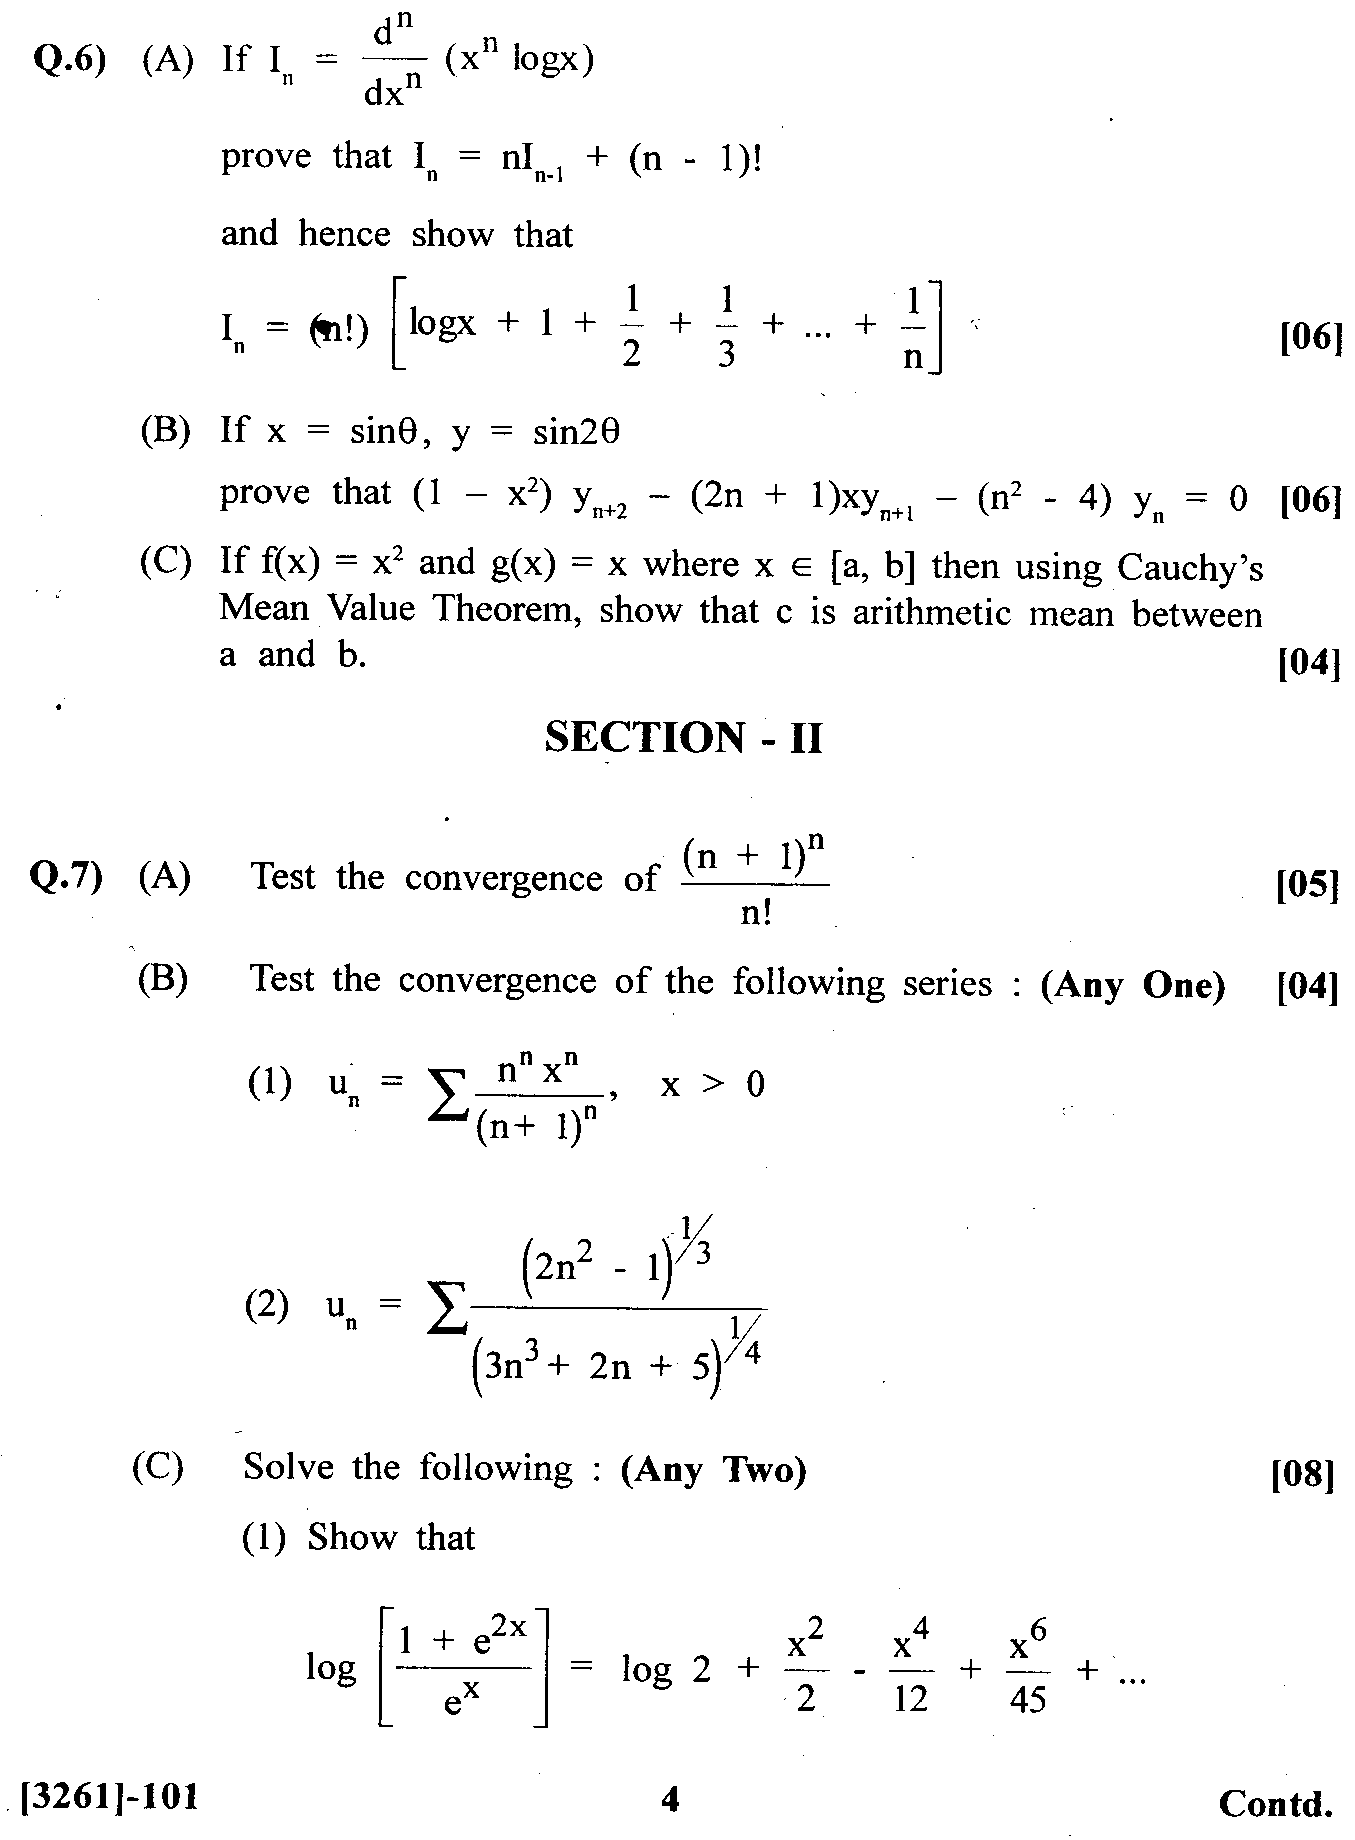 Q.6) (A) If Iₙ = dⁿ/dxⁿ (xⁿ logx)
prove that Iₙ = nIₙ₋₁ + (n - 1)!
and hence show that
Iₙ = (n!) [logx + 1 + 1/2 + 1/3 + ... + 1/n] [06]
(B) If x = sinθ, y = sin2θ
prove that (1 – x²) yₙ₊₂ – (2n + 1)xyₙ₊₁ – (n² - 4) yₙ = 0 [06]
(C) If f(x) = x² and g(x) = x where x ∈ [a, b] then using Cauchy's
Mean Value Theorem, show that c is arithmetic mean between
a and b. [04]
SECTION - II
Q.7) (A) Test the convergence of (n + 1)ⁿ/n! [05]
(B) Test the convergence of the following series : (Any One) [04]
(1) uₙ = ∑ nⁿxⁿ/(n+ 1)ⁿ, x > 0
(2) uₙ = ∑ (2n² - 1)^(1/3)/(3n³+ 2n + 5)^(1/4)
(C) Solve the following : (Any Two) [08]
(1) Show that
log [(1 + e^(2x))/e^x] = log 2 + x²/2 - x⁴/12 + x⁶/45 + ...
[3261]-101 4 Contd.